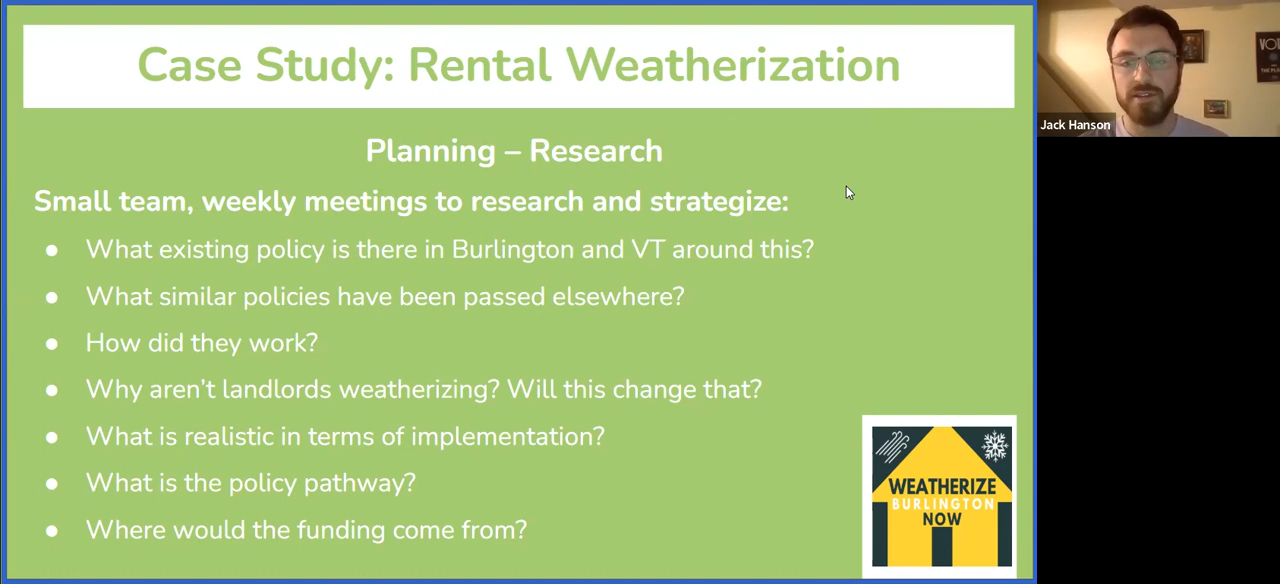 Case Study: Rental Weatherization
Planning – Research
Small team, weekly meetings to research and strategize:
● What existing policy is there in Burlington and VT around this?
● What similar policies have been passed elsewhere?
● How did they work?
● Why aren't landlords weatherizing? Will this change that?
● What is realistic in terms of implementation?
● What is the policy pathway?
● Where would the funding come from?
WEATHERIZE
BURLINGTON
NOW
Jack Hanson